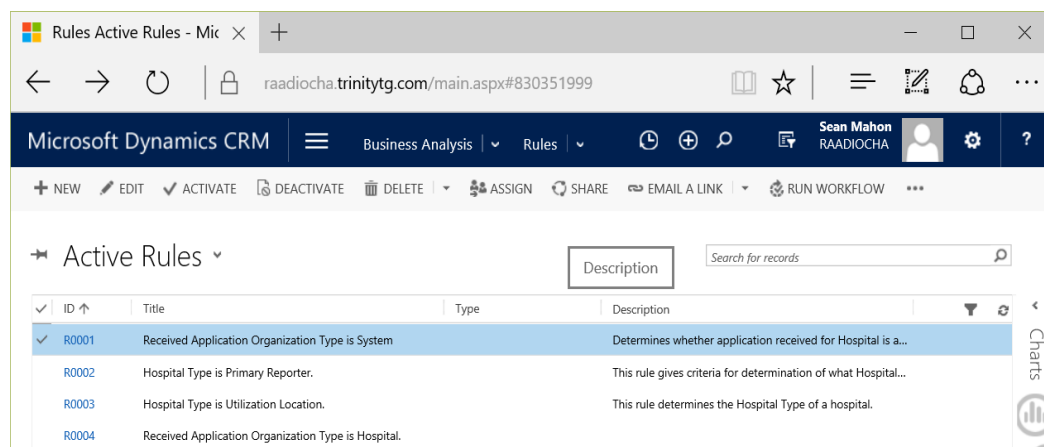 Rules Active Rules - Mic
raadiocha.trinitytg.com/main.aspx#830351999
Microsoft Dynamics CRM Business Analysis Rules Sean Mahon
RAADIOCHA ?
NEW EDIT ACTIVATE DEACTIVATE DELETE ASSIGN SHARE EMAIL A LINK RUN WORKFLOW
Active Rules Description Search for records
ID Title Type Description
R0001 Received Application Organization Type is System Determines whether application received for Hospital is a...
R0002 Hospital Type is Primary Reporter. This rule gives criteria for determination of what Hospital...
R0003 Hospital Type is Utilization Location. This rule determines the Hospital Type of a hospital.
R0004 Received Application Organization Type is Hospital.
Charts